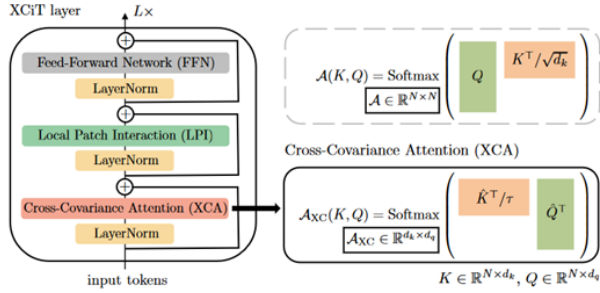 XCiT layer
L×
Feed-Forward Network (FFN)
LayerNorm
Local Patch Interaction (LPI)
LayerNorm
Cross-Covariance Attention (XCA)
LayerNorm
input tokens
𝒜(K, Q) = Softmax
𝒜 ∈ ℝ^{N×N}
Q
K^⊤/√d_k
Cross-Covariance Attention (XCA)
𝒜_XC(K, Q) = Softmax
𝒜_XC ∈ ℝ^{d_k×d_q}
K̂^⊤/τ
Q̂^⊤
K ∈ ℝ^{N×d_k}, Q ∈ ℝ^{N×d_q}